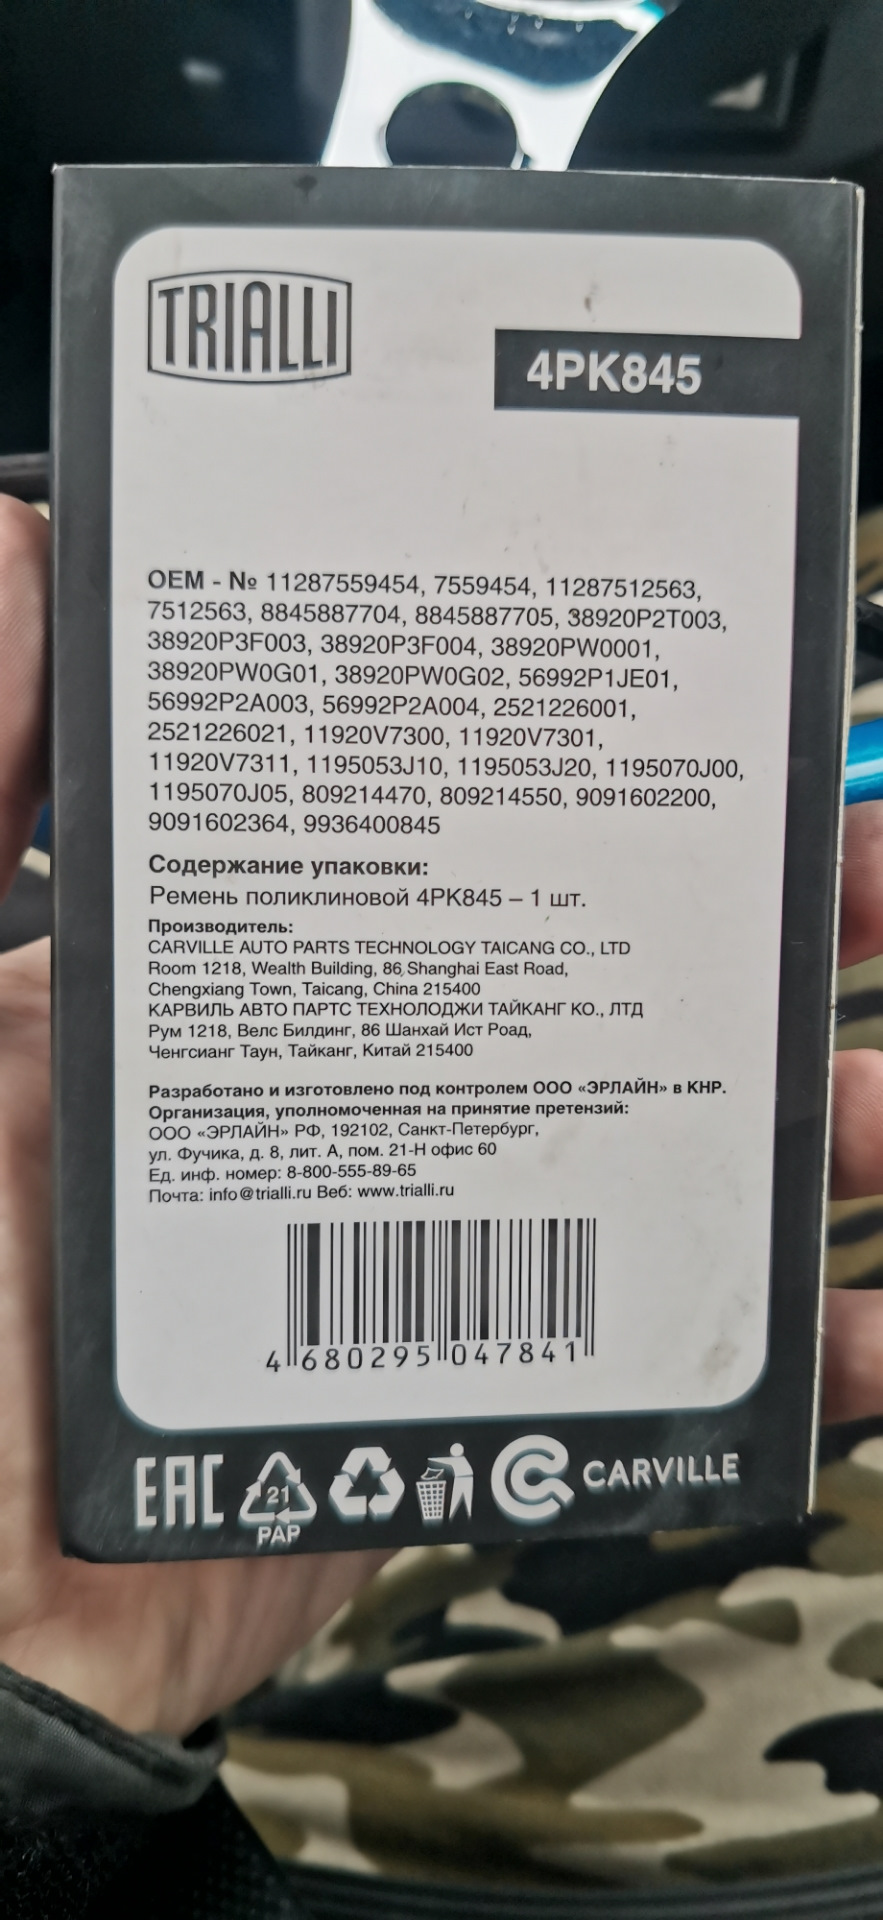 TRIALLI
4PK845
OEM - № 11287559454, 7559454, 11287512563,
7512563, 8845887704, 8845887705, 38920P2T003,
38920P3F003, 38920P3F004, 38920PW0001,
38920PW0G01, 38920PW0G02, 56992P1JE01,
56992P2A003, 56992P2A004, 2521226001,
2521226021, 11920V7300, 11920V7301,
11920V7311, 1195053J10, 1195053J20, 1195070J00,
1195070J05, 809214470, 809214550, 9091602200,
9091602364, 9936400845
Содержание упаковки:
Ремень поликлиновой 4PK845 – 1 шт.
Производитель:
CARVILLE AUTO PARTS TECHNOLOGY TAICANG CO., LTD
Room 1218, Wealth Building, 86, Shanghai East Road,
Chengxiang Town, Taicang, China 215400
КАРВИЛЬ АВТО ПАРТС ТЕХНОЛОДЖИ ТАЙКАНГ КО., ЛТД
Рум 1218, Велс Билдинг, 86 Шанхай Ист Роад,
Ченгсианг Таун, Тайканг, Китай 215400
Разработано и изготовлено под контролем ООО «ЭРЛАЙН» в КНР.
Организация, уполномоченная на принятие претензий:
ООО «ЭРЛАЙН» РФ, 192102, Санкт-Петербург,
ул. Фучика, д. 8, лит. А, пом. 21-Н офис 60
Ед. инф. номер: 8-800-555-89-65
Почта: info@trialli.ru Веб: www.trialli.ru
4 680295 047841
EAC 21 CARVILLE
PAP